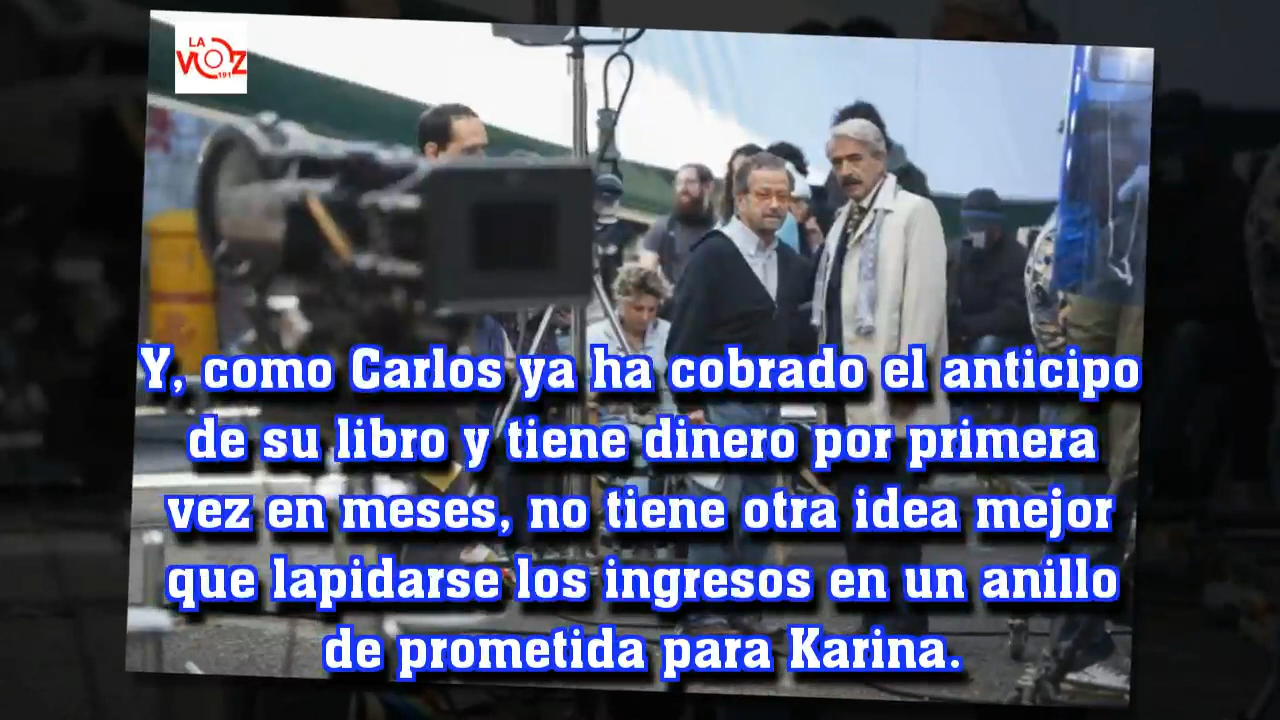 LA
VOZ
191
Y, como Carlos ya ha cobrado el anticipo
de su libro y tiene dinero por primera
vez en meses, no tiene otra idea mejor
que lapidarse los ingresos en un anillo
de prometida para Karina.